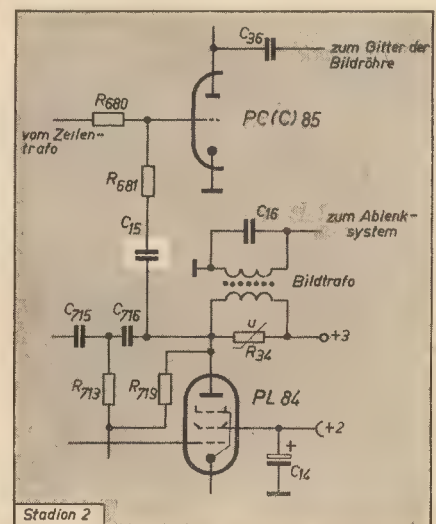 C36
zum Gitter der
Bildröhre
R680
PC(C)85
vom Zeilen-
trafo
R681
C15
C16
zum Ablenk-
system
Bildtrafo
C715
C716
U
R34
+3
R713
R719
PL 84
+2
+
C14
Stadion 2